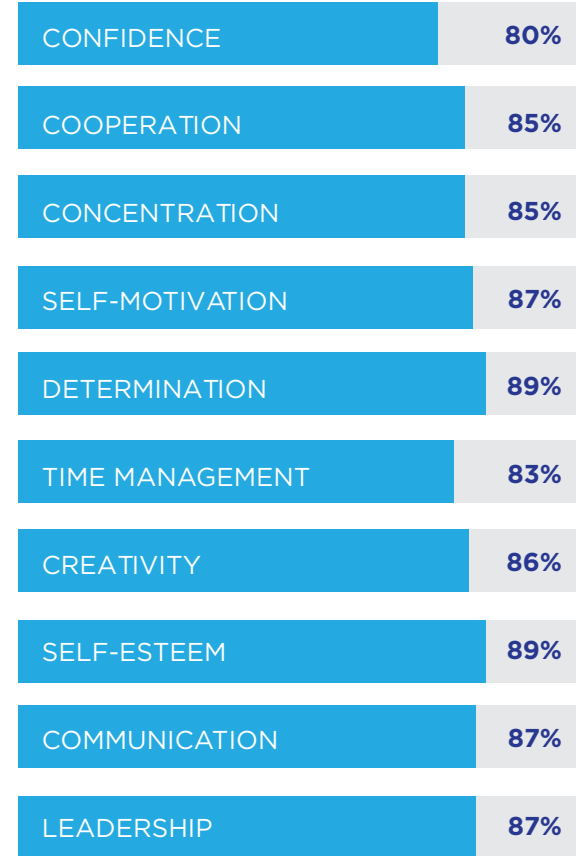 CONFIDENCE 80%
COOPERATION 85%
CONCENTRATION 85%
SELF-MOTIVATION 87%
DETERMINATION 89%
TIME MANAGEMENT 83%
CREATIVITY 86%
SELF-ESTEEM 89%
COMMUNICATION 87%
LEADERSHIP 87%